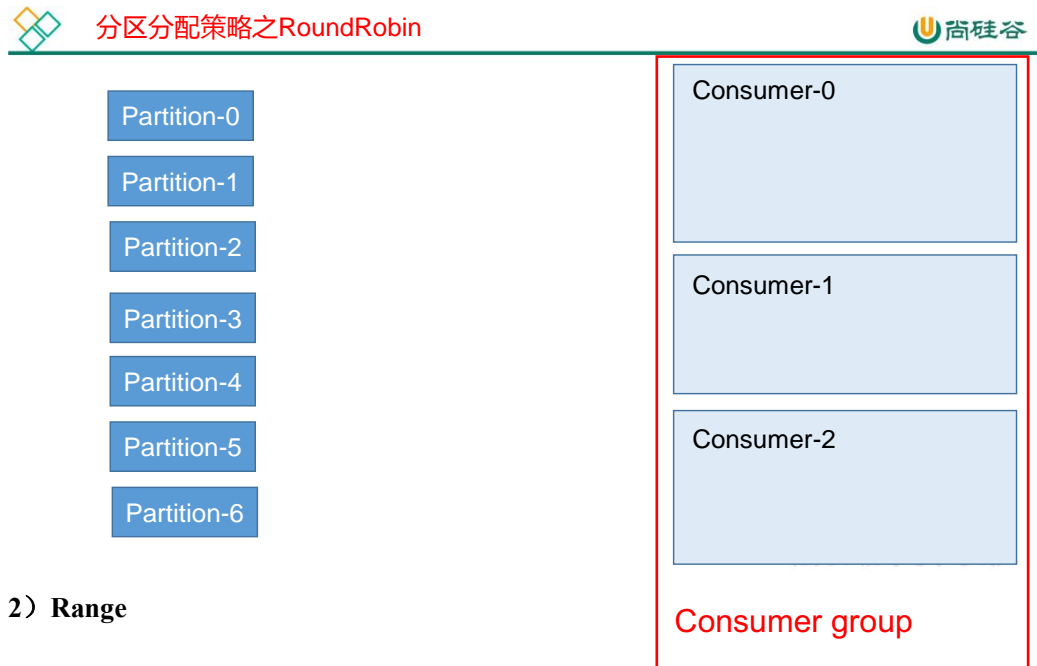 分区分配策略之RoundRobin
尚硅谷
Partition-0
Partition-1
Partition-2
Partition-3
Partition-4
Partition-5
Partition-6
Consumer-0
Consumer-1
Consumer-2
Consumer group
2）Range